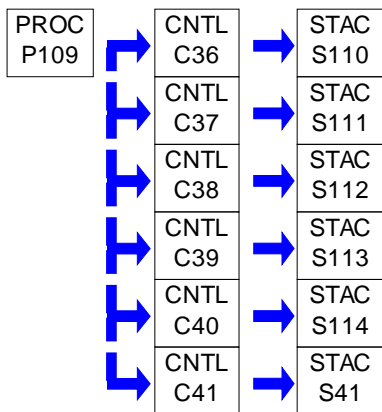 PROC
P109
CNTL
C36
STAC
S110
CNTL
C37
STAC
S111
CNTL
C38
STAC
S112
CNTL
C39
STAC
S113
CNTL
C40
STAC
S114
CNTL
C41
STAC
S41